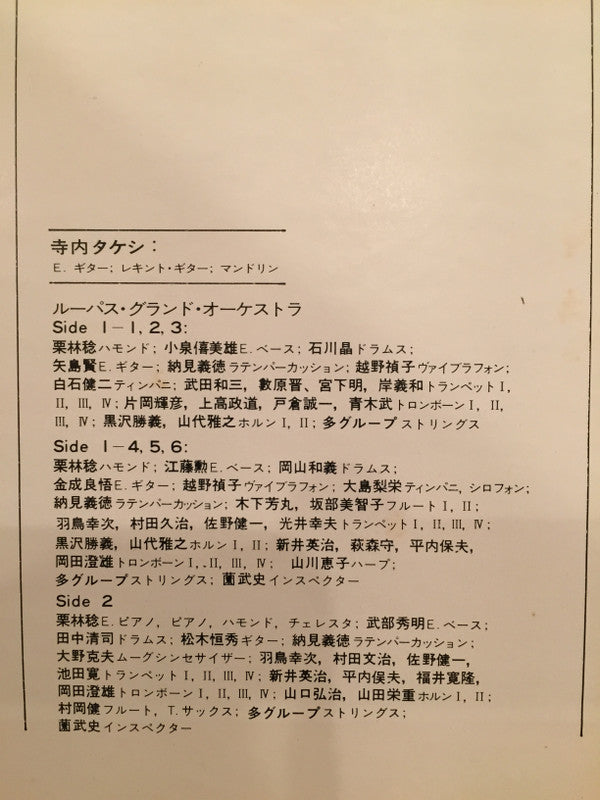 寺内タケシ：
E. ギター; レキント・ギター; マンドリン
ルーパス・グランド・オーケストラ
Side 1－1, 2, 3:
栗林稔ハモンド; 小泉僖美雄E.ベース; 石川晶ドラムス;
矢島賢E.ギター; 納見義徳ラテンパーカッション; 越野禎子ヴァイブラフォン;
白石健二ティンパニ; 武田和三, 數原晋、宮下明, 岸義和トランペットI,
II, III, IV; 片岡輝彦, 上高政道, 戸倉誠一, 青木武トロンボーンI, II,
III, IV; 黒沢勝義, 山代雅之ホルンI, II; 多グループストリングス
Side 1－4, 5, 6:
栗林稔ハモンド; 江藤勲E.ベース; 岡山和義ドラムス;
金成良悟E.ギター; 越野禎子ヴァイブラフォン; 大島梨栄ティンパニ, シロフォン;
納見義徳ラテンパーカッション; 木下芳丸, 坂部美智子フルートI, II;
羽鳥幸次, 村田久治, 佐野健一, 光井幸夫トランペットI, II, III, IV;
黒沢勝義, 山代雅之ホルンI, II; 新井英治, 萩森守, 平内保夫,
岡田澄雄トロンボーンI, .II, III, IV; 山川恵子ハープ;
多グループストリングス; 薗武史インスペクター
Side 2
栗林稔E.ピアノ, ピアノ, ハモンド, チェレスタ; 武部秀明E.ベース;
田中清司ドラムス; 松木恒秀ギター; 納見義徳ラテンパーカッション;
大野克夫ムーグシンセサイザー; 羽鳥幸次, 村田文治, 佐野健一,
池田寛トランペットI, II, III, IV; 新井英治, 平内俣夫, 福井寛隆,
岡田澄雄トロンボーンI, II, III, IV; 山口弘治, 山田栄重ホルンI, II;
村岡健フルート, T.サックス; 多グループストリングス;
薗武史インスペクター